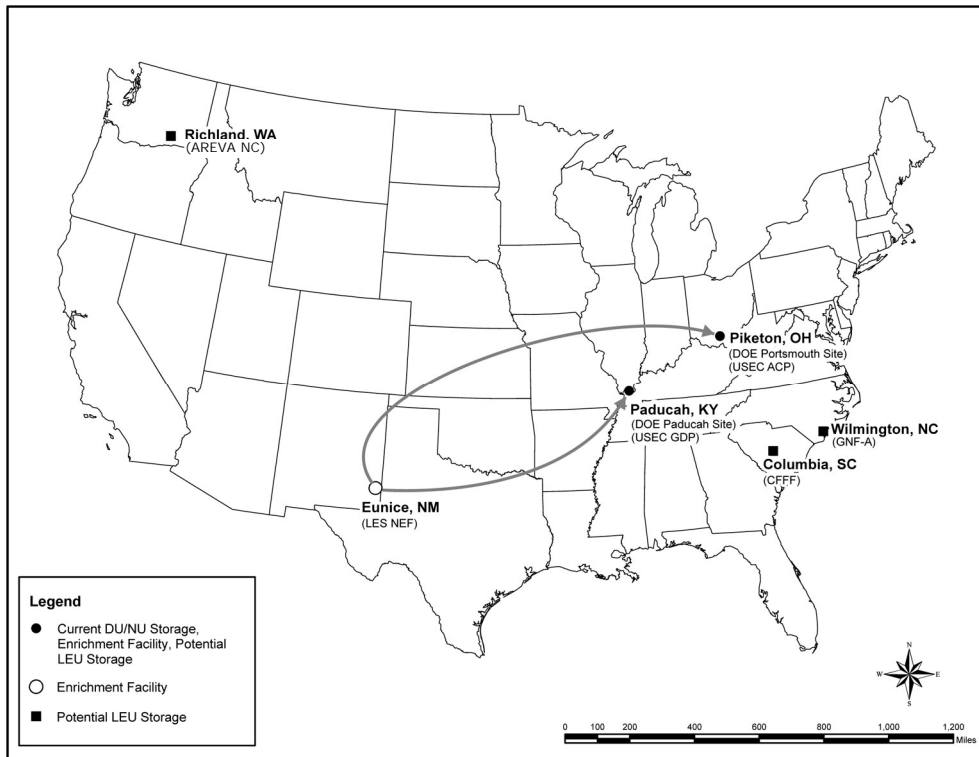 Richland, WA
(AREVA NC)
Piketon, OH
(DOE Portsmouth Site)
(USEC ACP)
Paducah, KY
(DOE Paducah Site)
(USEC GDP)
Wilmington, NC
(GNF-A)
Columbia, SC
(CFFF)
Eunice, NM
(LES NEF)
Legend
Current DU/NU Storage,
Enrichment Facility, Potential
LEU Storage
Enrichment Facility
Potential LEU Storage
N
W E
S
0 100 200 400 600 800 1,000 1,200
Miles